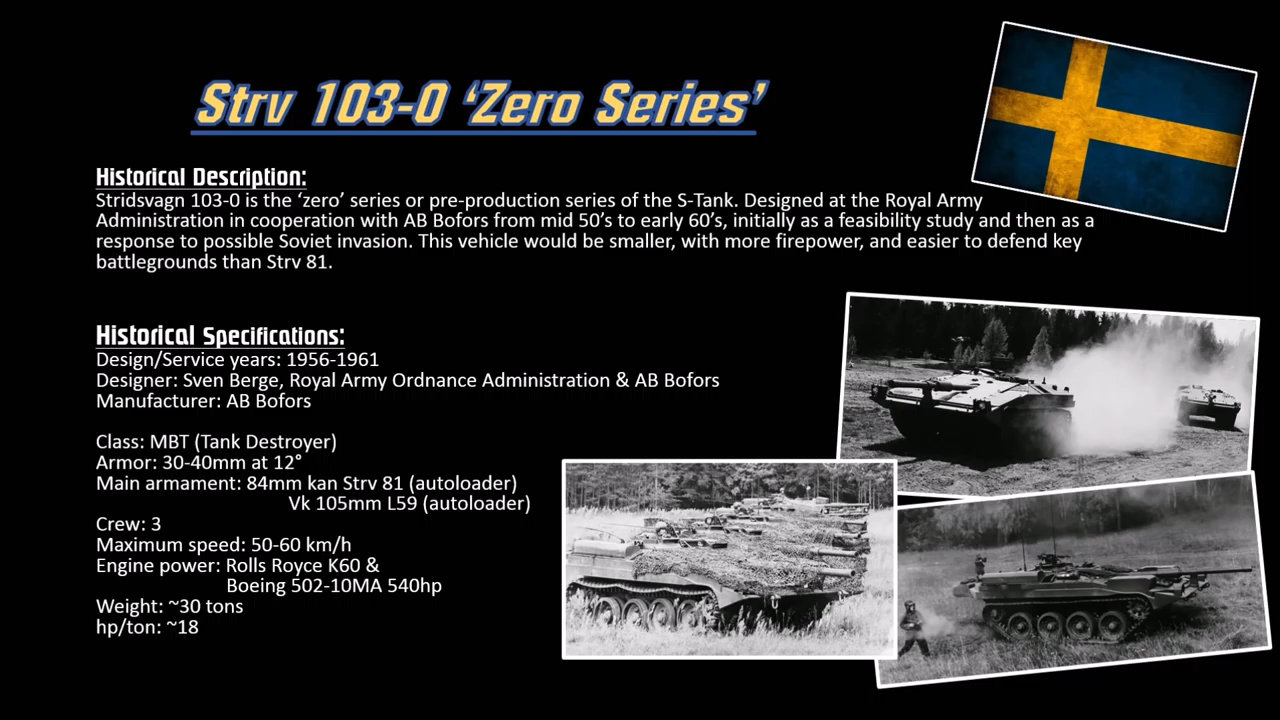 Strv 103-0 ‘Zero Series’
Historical Description:
Stridsvagn 103-0 is the ‘zero’ series or pre-production series of the S-Tank. Designed at the Royal Army
Administration in cooperation with AB Bofors from mid 50’s to early 60’s, initially as a feasibility study and then as a
response to possible Soviet invasion. This vehicle would be smaller, with more firepower, and easier to defend key
battlegrounds than Strv 81.
Historical Specifications:
Design/Service years: 1956-1961
Designer: Sven Berge, Royal Army Ordnance Administration & AB Bofors
Manufacturer: AB Bofors
Class: MBT (Tank Destroyer)
Armor: 30-40mm at 12°
Main armament: 84mm kan Strv 81 (autoloader)
Vk 105mm L59 (autoloader)
Crew: 3
Maximum speed: 50-60 km/h
Engine power: Rolls Royce K60 &
Boeing 502-10MA 540hp
Weight: ~30 tons
hp/ton: ~18